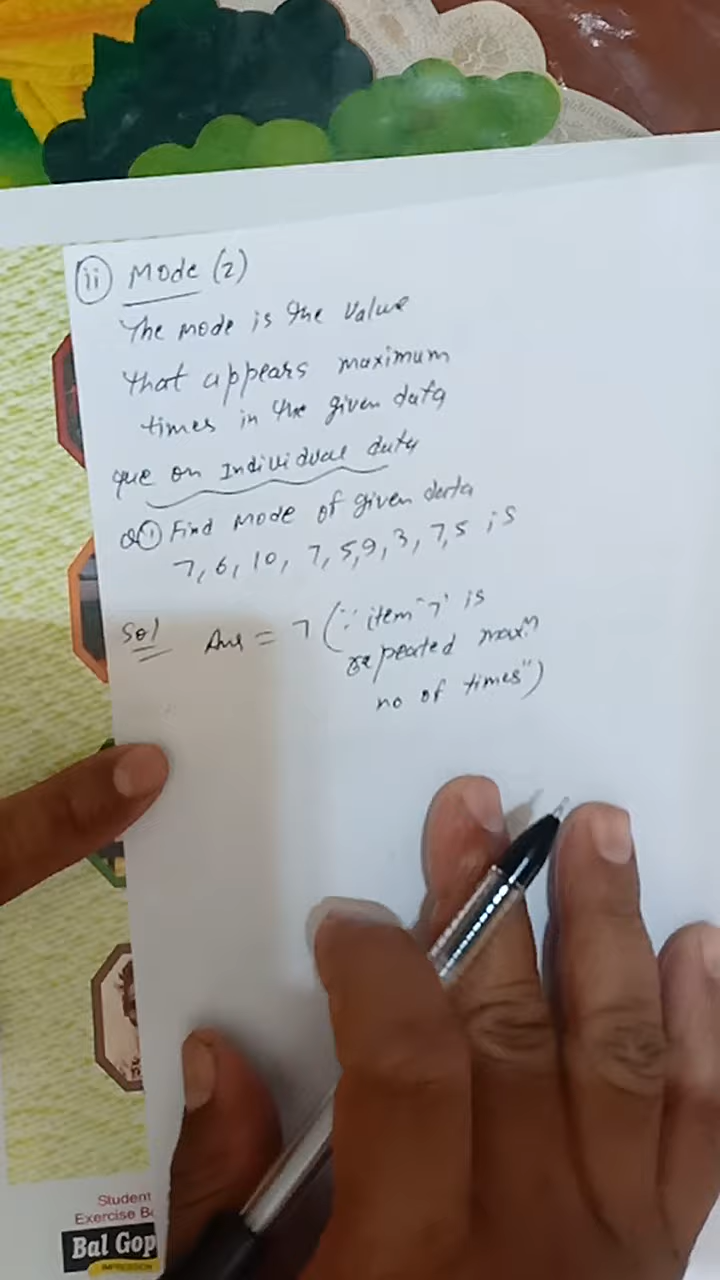 ii Mode (z)
The mode is the value
that appears maximum
times in the given data
que on Individual data
Q① Find Mode of given data
7, 6, 10, 7, 5, 9, 3, 7, 5 is
Sol Ans = 7 (∵ item "7" is
repeated maxm
no of times")
Student
Exercise B
Bal Gop
IMPRESSION